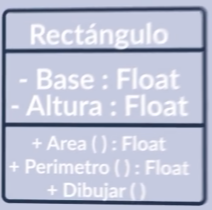 Rectángulo
- Base : Float
- Altura : Float
+ Area ( ) : Float
+ Perimetro ( ) : Float
+ Dibujar ( )